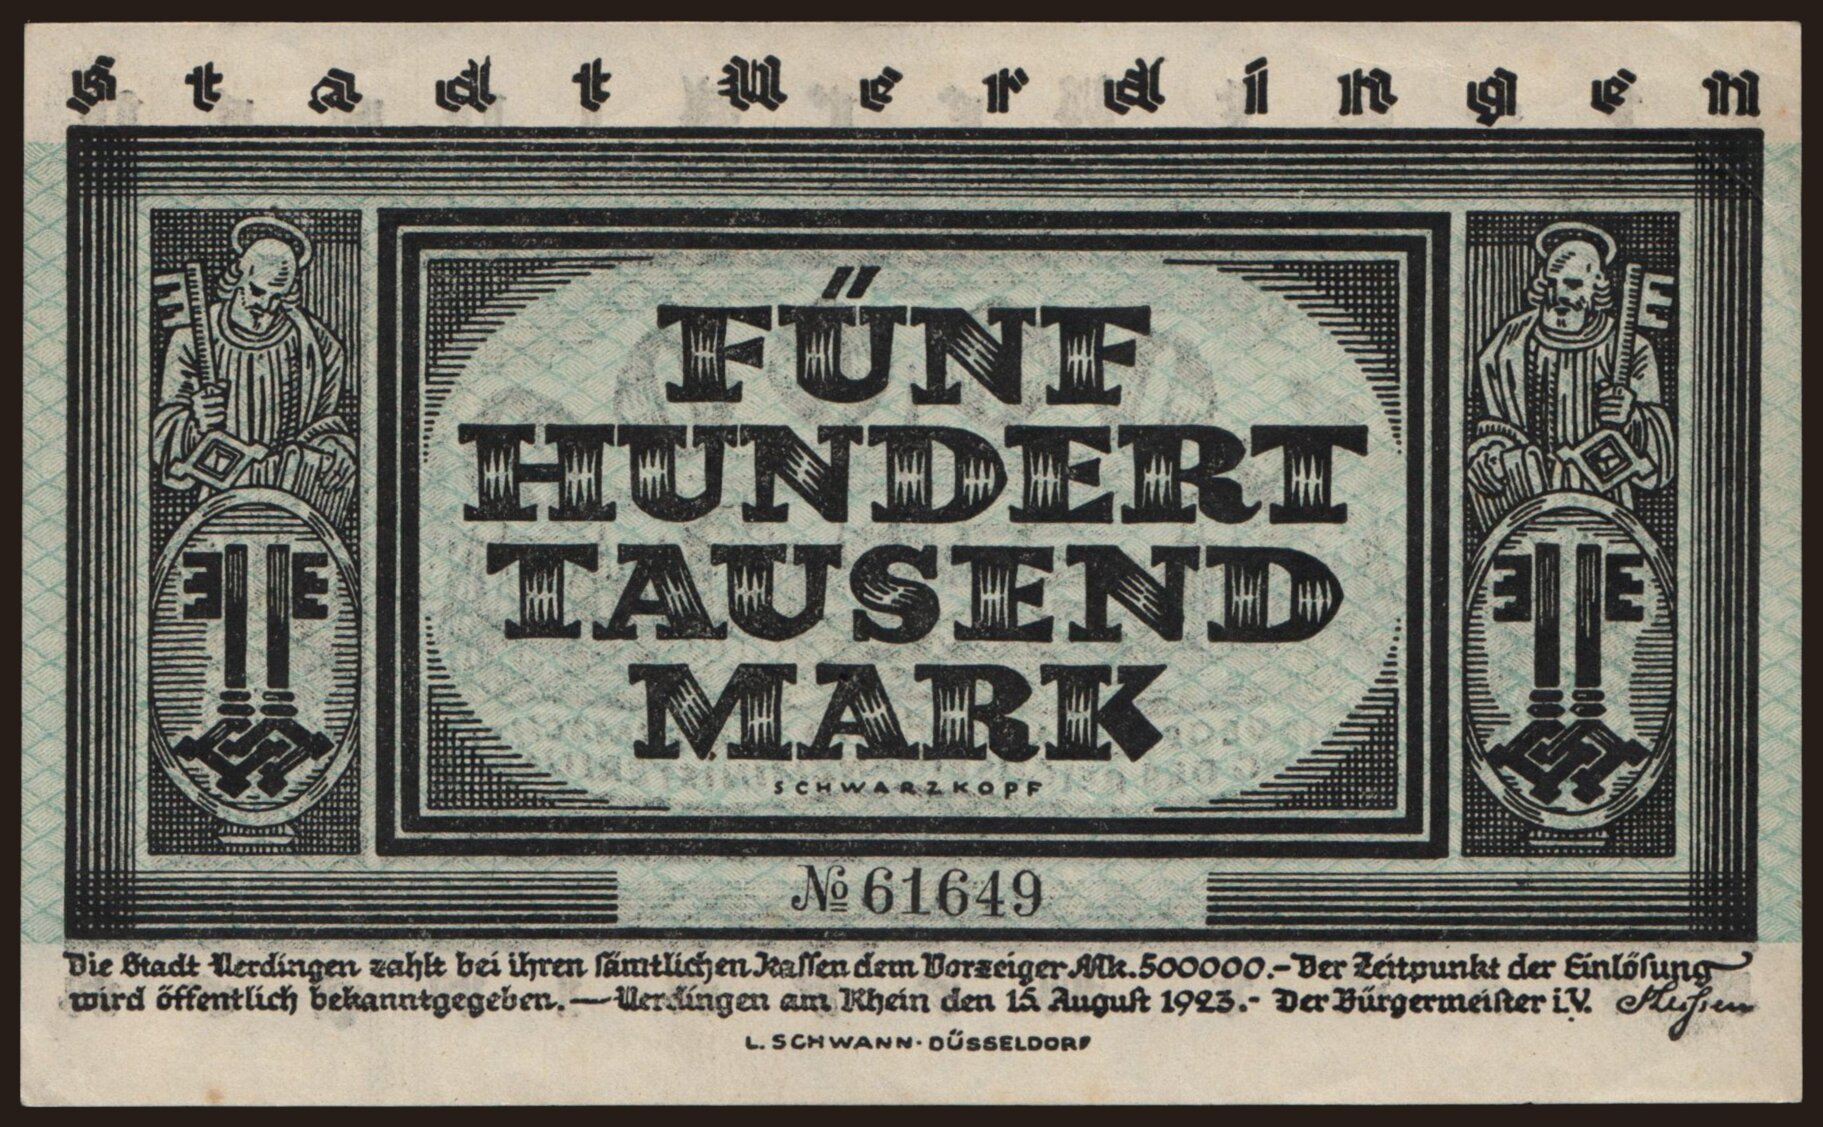 Stadt Uerdingen
FÜNF
HUNDERT
TAUSEND
MARK
SCHWARZKOPF
№ 61649
Die Stadt Uerdingen zahlt bei ihren sämtlichen Kassen dem Vorzeiger Mk. 500000.- Der Zeitpunkt der Einlösung
wird öffentlich bekanntgegeben. — Uerdingen am Rhein den 15. August 1923.- Der Bürgermeister i.V.
L. SCHWANN · DÜSSELDORF